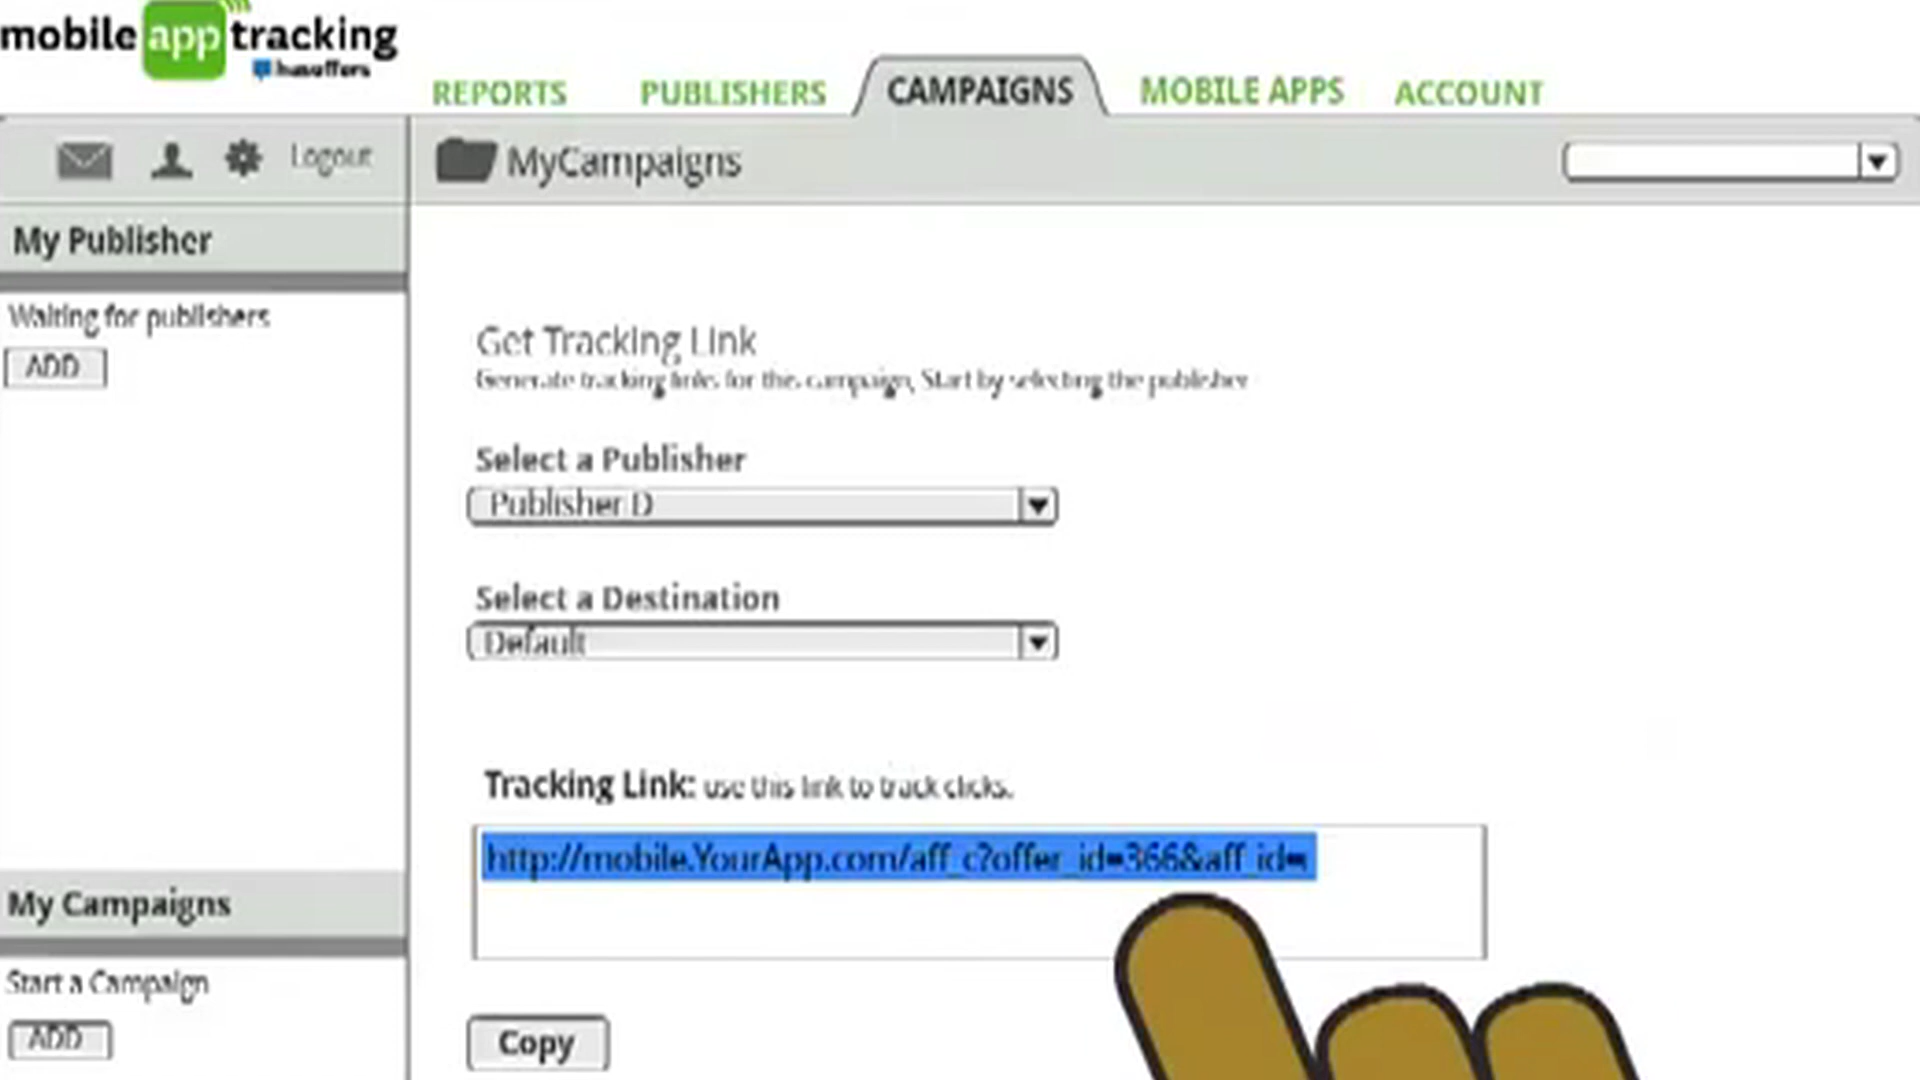 mobile app tracking
hasoffers
REPORTS PUBLISHERS CAMPAIGNS MOBILE APPS ACCOUNT
Logout
MyCampaigns
My Publisher
Waiting for publishers
ADD
Get Tracking Link
Generate tracking links for this campaign, Start by selecting the publisher
Select a Publisher
Publisher D
Select a Destination
Default
Tracking Link: use this link to track clicks.
http://mobile.YourApp.com/aff_c?offer_id=366&aff_id=
My Campaigns
Start a Campaign
ADD
Copy